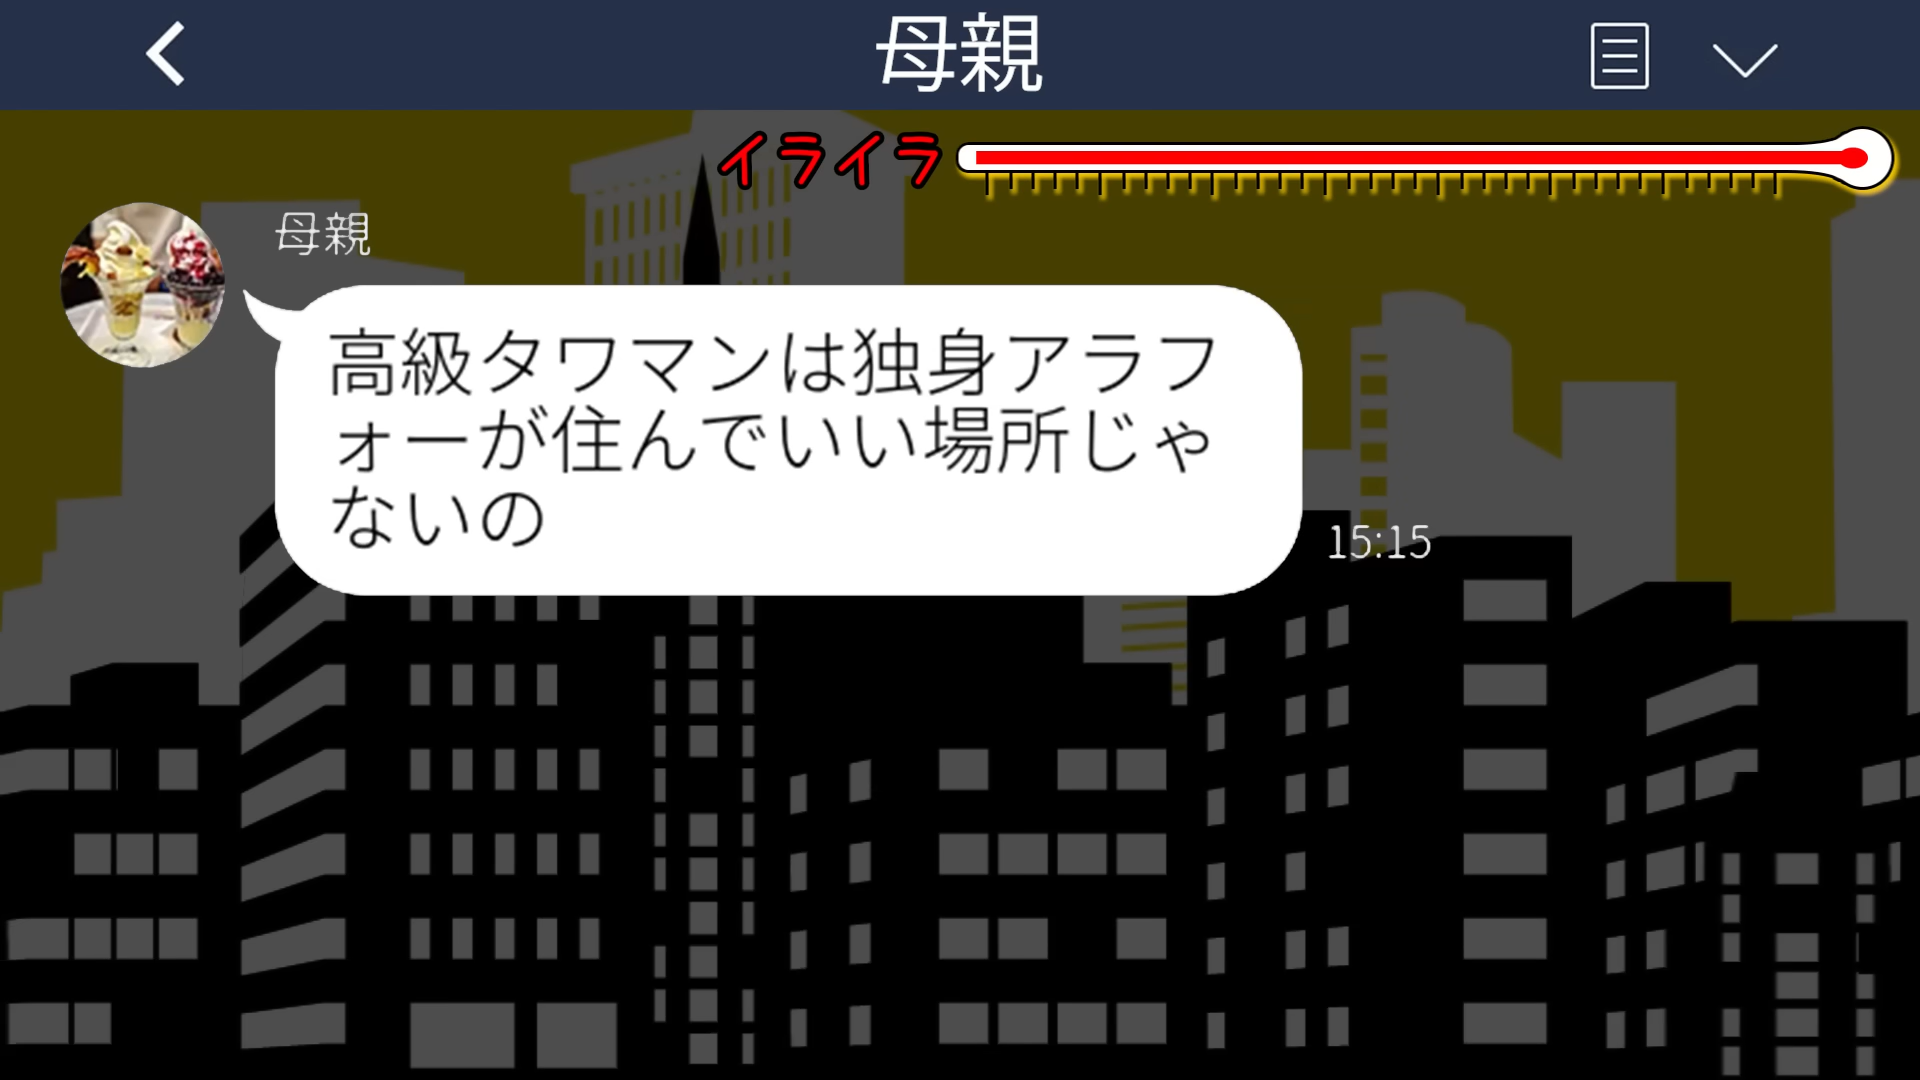 母親
イライラ
母親
高級タワマンは独身アラフ
ォーが住んでいい場所じゃ
ないの
15:15